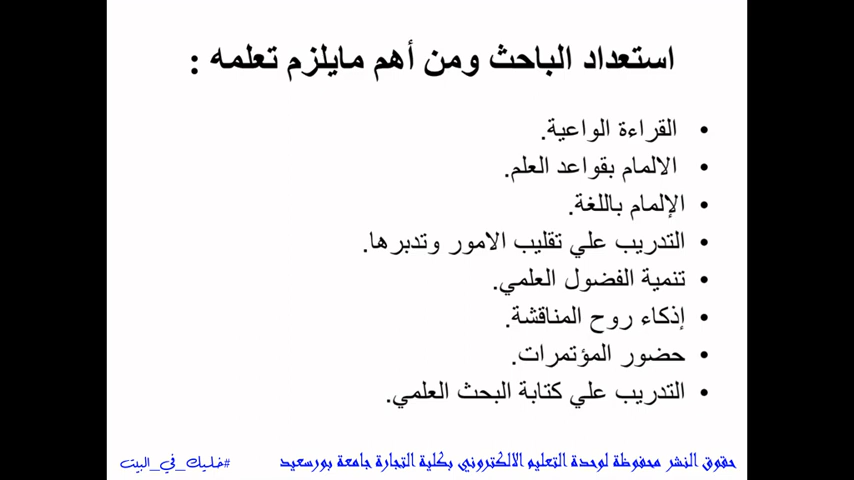 استعداد الباحث ومن أهم مايلزم تعلمه :
• القراءة الواعية.
• الالمام بقواعد العلم.
• الإلمام باللغة.
• التدريب علي تقليب الامور وتدبرها.
• تنمية الفضول العلمي.
• إذكاء روح المناقشة.
• حضور المؤتمرات.
• التدريب علي كتابة البحث العلمي.
حقوق النشر محفوظة لوحدة التعليم الالكتروني بكلية التجارة جامعة بورسعيد #خليك_في_البيت